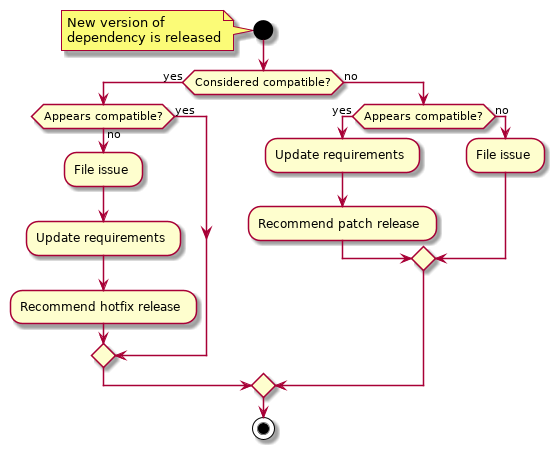 New version of
dependency is released
Considered compatible?
yes
no
Appears compatible?
yes
no
File issue
Update requirements
Recommend hotfix release
Appears compatible?
yes
no
Update requirements
File issue
Recommend patch release